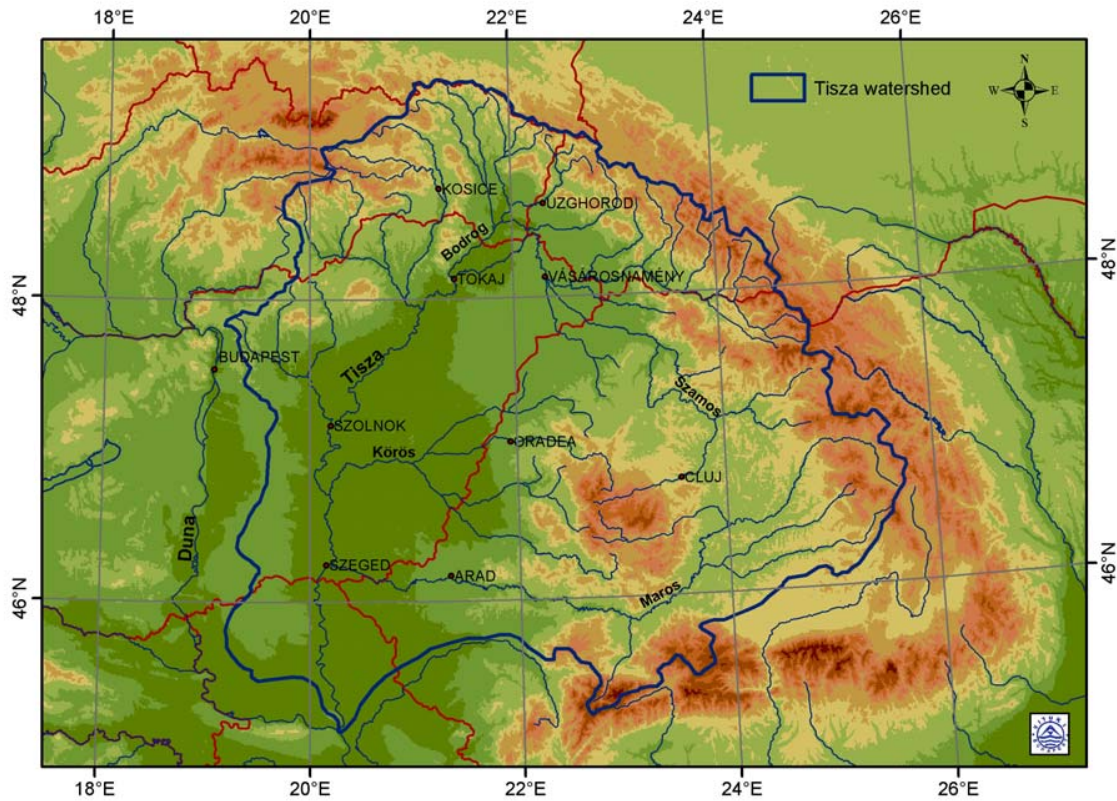 18°E 20°E 22°E 24°E 26°E
Tisza watershed
N
W E
S
KOSICE
UZGHOROD
Bodrog
48°N
TOKAJ
VÁSÁROSNAMÉNY
48°N
BUDAPEST
Tisza
Szamos
SZOLNOK
ORADEA
Körös
CLUJ
Duna
SZEGED
ARAD
46°N
Maros
46°N
18°E 20°E 22°E 24°E 26°E